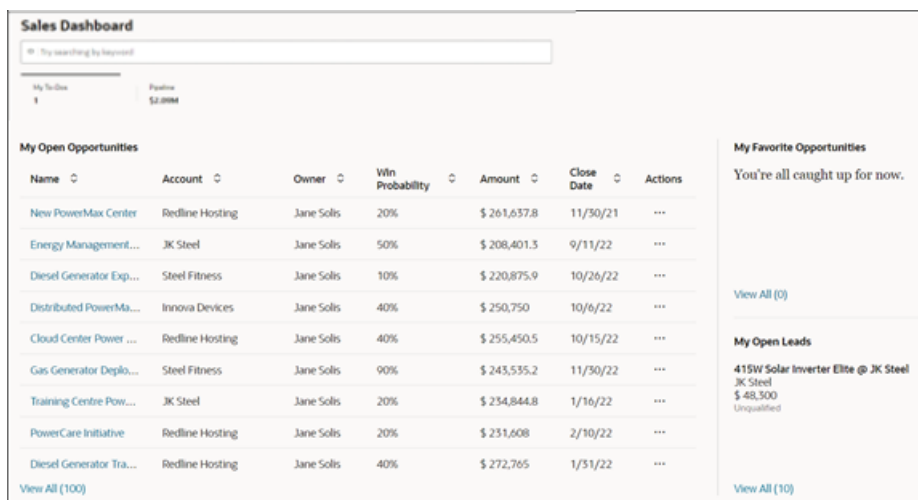 Sales Dashboard
Try searching by keyword
My To-Dos
1
Pipeline
$2.09M
My Open Opportunities
Name Account Owner Win Probability Amount Close Date Actions
New PowerMax Center Redline Hosting Jane Solis 20% $ 261,637.8 11/30/21 ...
Energy Management... JK Steel Jane Solis 50% $ 208,401.3 9/11/22 ...
Diesel Generator Exp... Steel Fitness Jane Solis 10% $ 220,875.9 10/26/22 ...
Distributed PowerMa... Innova Devices Jane Solis 40% $ 250,750 10/6/22 ...
Cloud Center Power ... Redline Hosting Jane Solis 40% $ 255,450.5 10/15/22 ...
Gas Generator Deplo... Steel Fitness Jane Solis 90% $ 243,535.2 11/30/22 ...
Training Centre Pow... JK Steel Jane Solis 20% $ 234,844.8 1/16/22 ...
PowerCare Initiative Redline Hosting Jane Solis 20% $ 231,608 2/10/22 ...
Diesel Generator Tra... Redline Hosting Jane Solis 40% $ 272,765 1/31/22 ...
View All (100)
My Favorite Opportunities
You're all caught up for now.
View All (0)
My Open Leads
415W Solar Inverter Elite @ JK Steel
JK Steel
$ 48,300
Unqualified
View All (10)